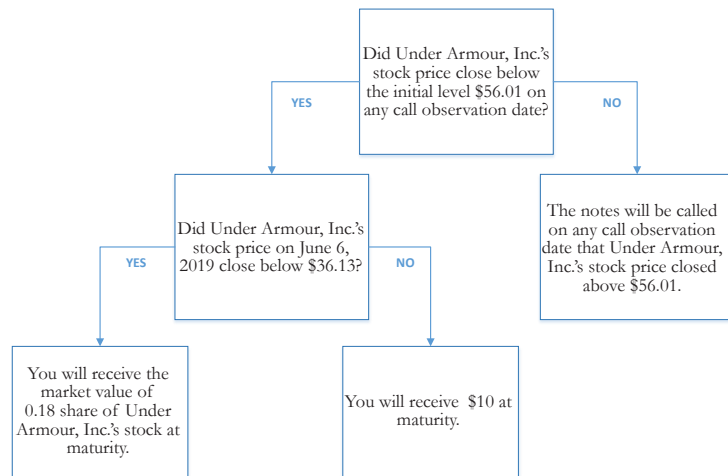 Did Under Armour, Inc.'s
stock price close below
the initial level $56.01 on
any call observation date?
YES
NO
Did Under Armour, Inc.'s
stock price on June 6,
2019 close below $36.13?
The notes will be called
on any call observation
date that Under Armour,
Inc.'s stock price closed
above $56.01.
YES
NO
You will receive the
market value of
0.18 share of Under
Armour, Inc.'s stock at
maturity.
You will receive $10 at
maturity.